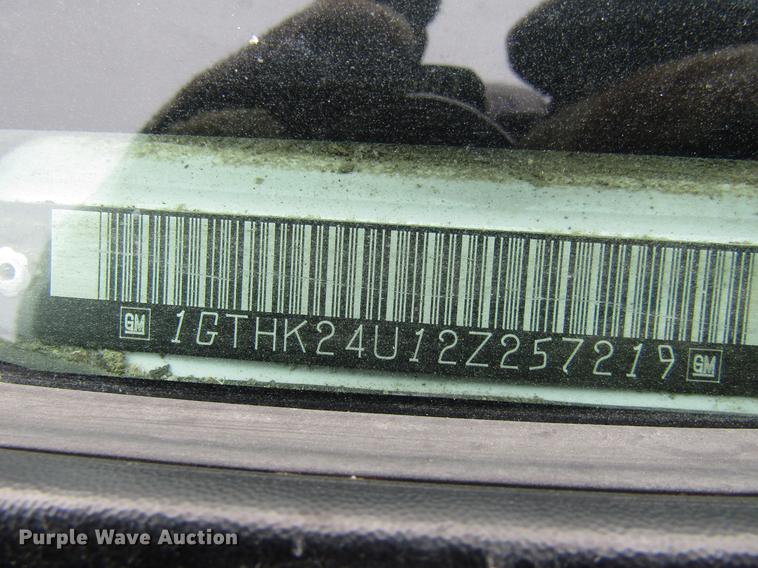 GM 1GTHK24U12Z257219 GM
Purple Wave Auction